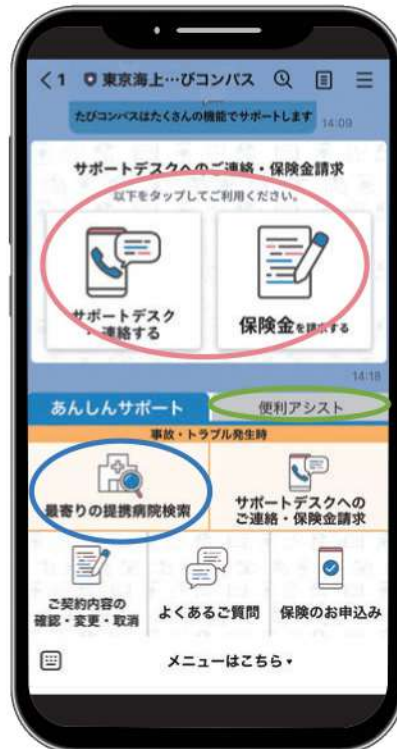 1 東京海上…びコンパス
たびコンパスはたくさんの機能でサポートします
14:09
サポートデスクへのご連絡・保険金請求
以下をタップしてご利用ください。
サポートデスク
へ連絡する
保険金を請求する
14:18
あんしんサポート 便利アシスト
事故・トラブル発生時
最寄りの提携病院検索
サポートデスクへの
ご連絡・保険金請求
ご契約内容の
確認・変更・取消
よくあるご質問
保険のお申込み
メニューはこちら▾